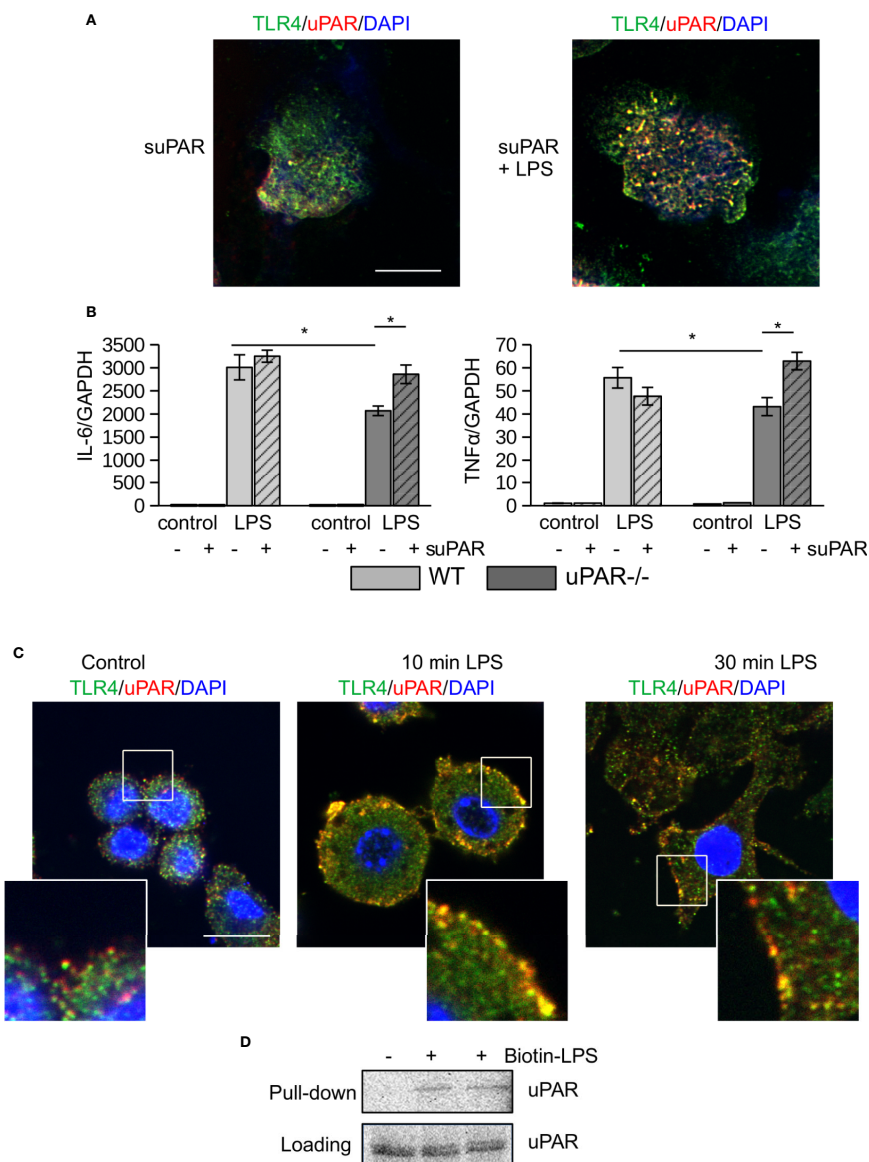 A
TLR4/uPAR/DAPI TLR4/uPAR/DAPI
suPAR
suPAR
+ LPS
B
IL-6/GAPDH
3500
3000
2500
2000
1500
1000
500
0
* *
control LPS control LPS
- + - + - + - + suPAR
TNFα/GAPDH
70
60
50
40
30
20
10
0
* *
control LPS control LPS
- + - + - + - + suPAR
WT uPAR-/-
C
Control 10 min LPS 30 min LPS
TLR4/uPAR/DAPI TLR4/uPAR/DAPI TLR4/uPAR/DAPI
D
- + + Biotin-LPS
Pull-down uPAR
Loading uPAR